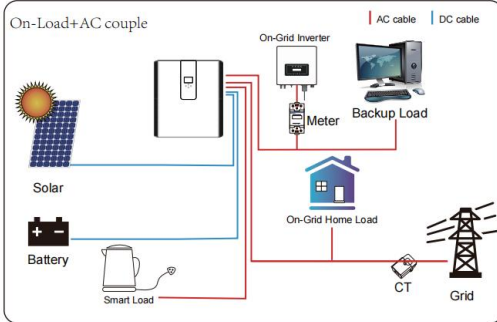 On-Load+AC couple
AC cable
DC cable
On-Grid Inverter
Meter
Backup Load
Solar
On-Grid Home Load
Battery
CT
Grid
Smart Load